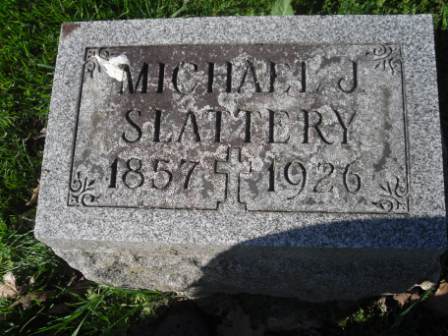 MICHAEL J.
SLATTERY
1857 1926